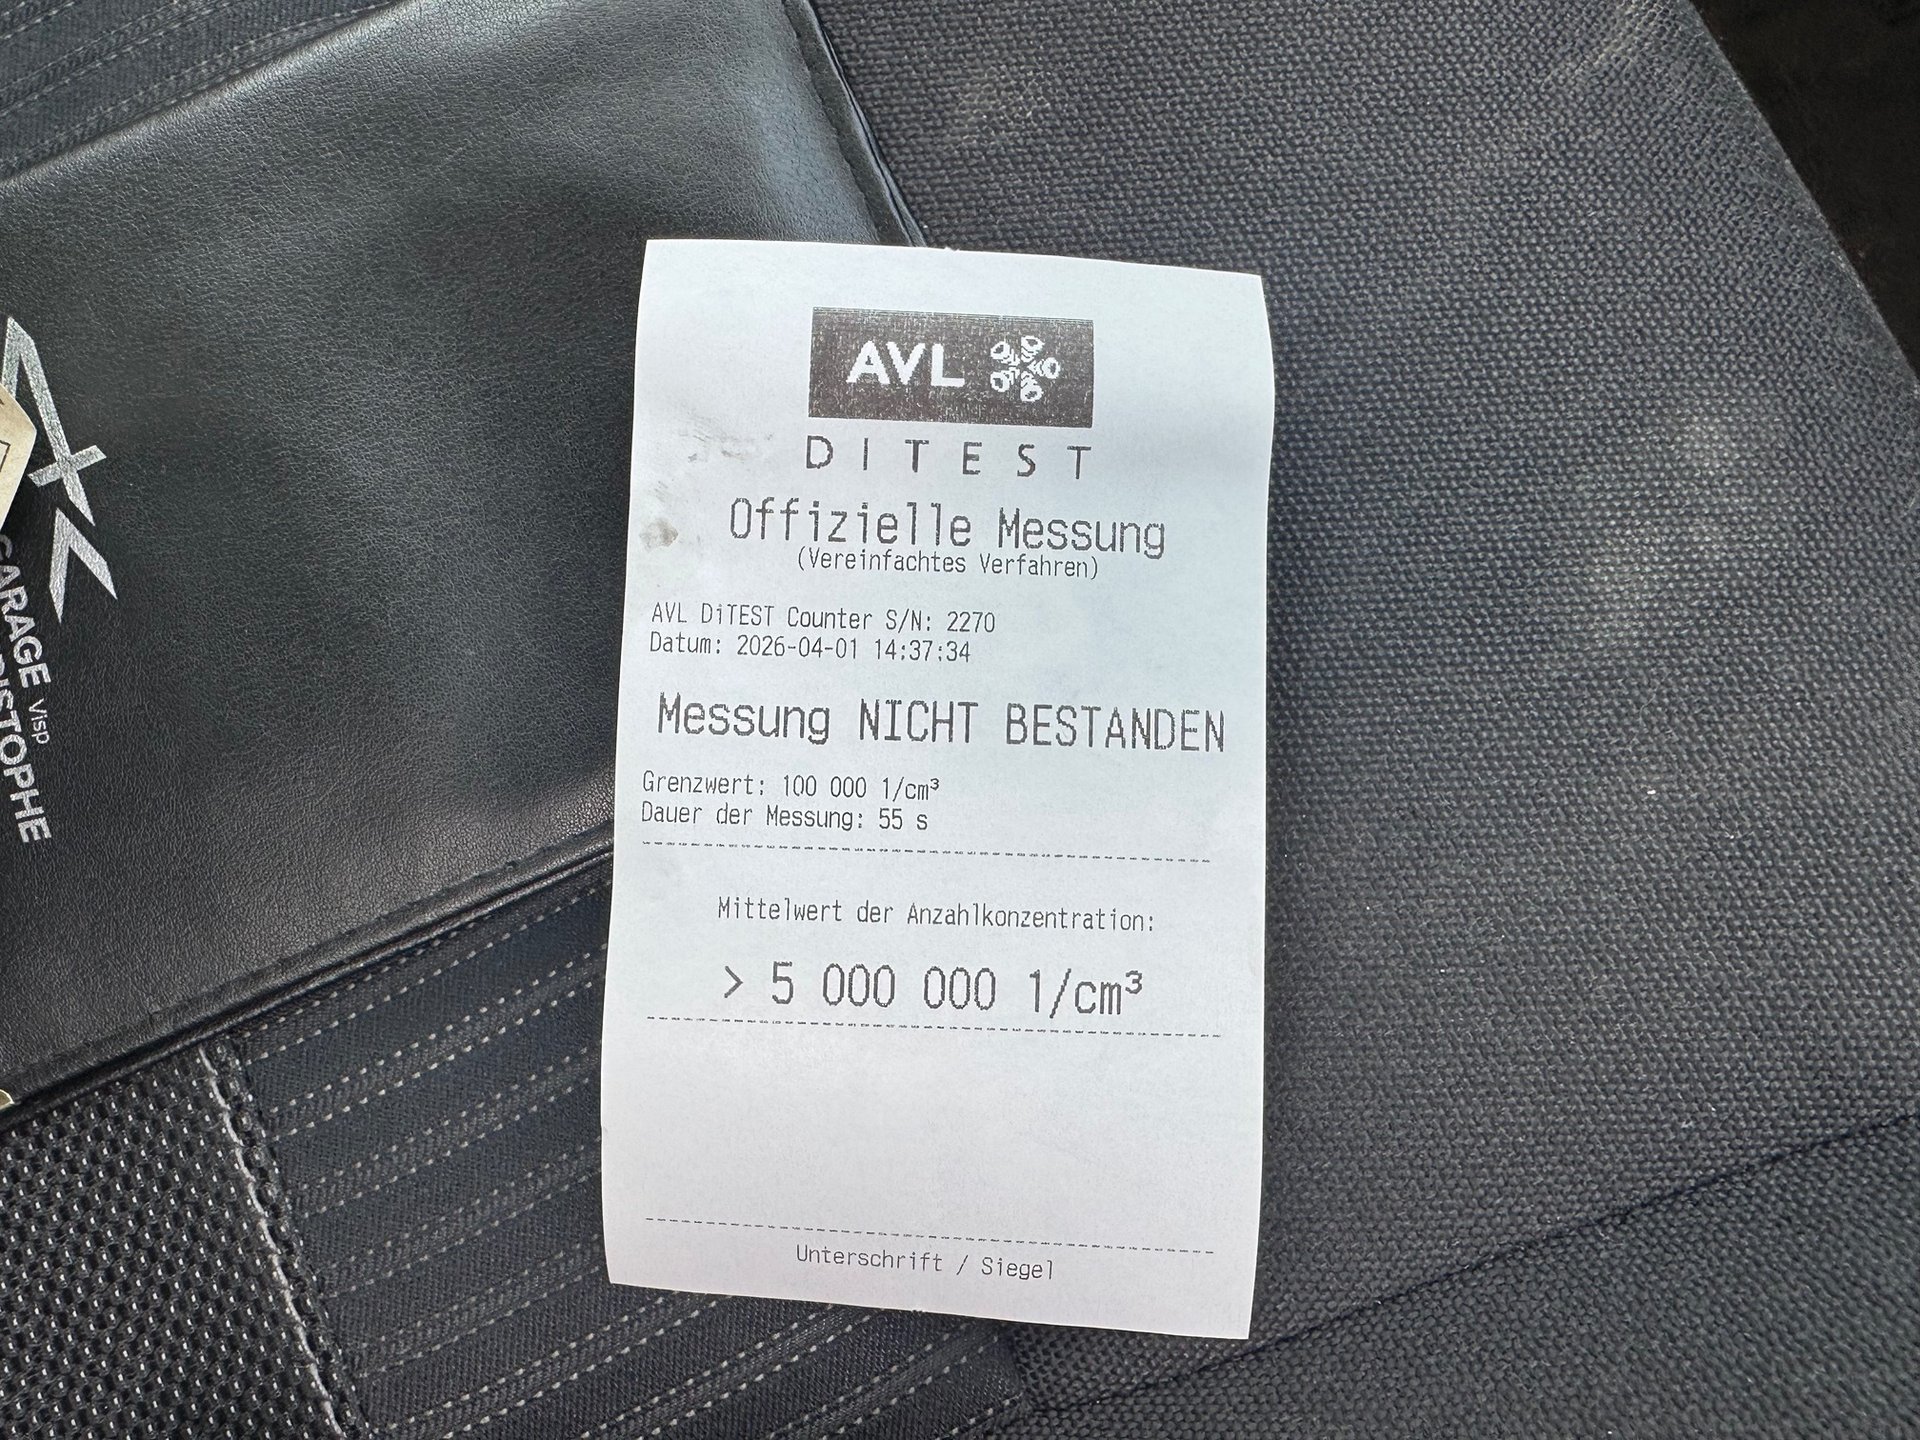 AVL
DITEST
Offizielle Messung
(Vereinfachtes Verfahren)
AVL DiTEST Counter S/N: 2270
Datum: 2026-04-01 14:37:34
Messung NICHT BESTANDEN
Grenzwert: 100 000 1/cm³
Dauer der Messung: 55 s
Mittelwert der Anzahlkonzentration:
> 5 000 000 1/cm³
Unterschrift / Siegel
GARAGE Visp